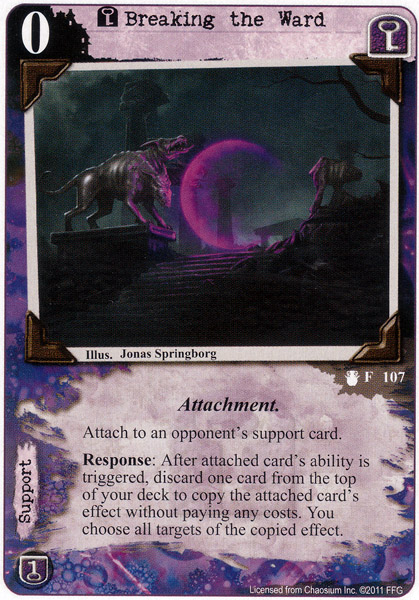 0
Breaking the Ward
Illus. Jonas Springborg
F 107
Attachment.
Attach to an opponent's support card.
Response: After attached card's ability is
triggered, discard one card from the top
of your deck to copy the attached card's
effect without paying any costs. You
choose all targets of the copied effect.
Support
1
Licensed from Chaosium Inc. ©2011 FFG